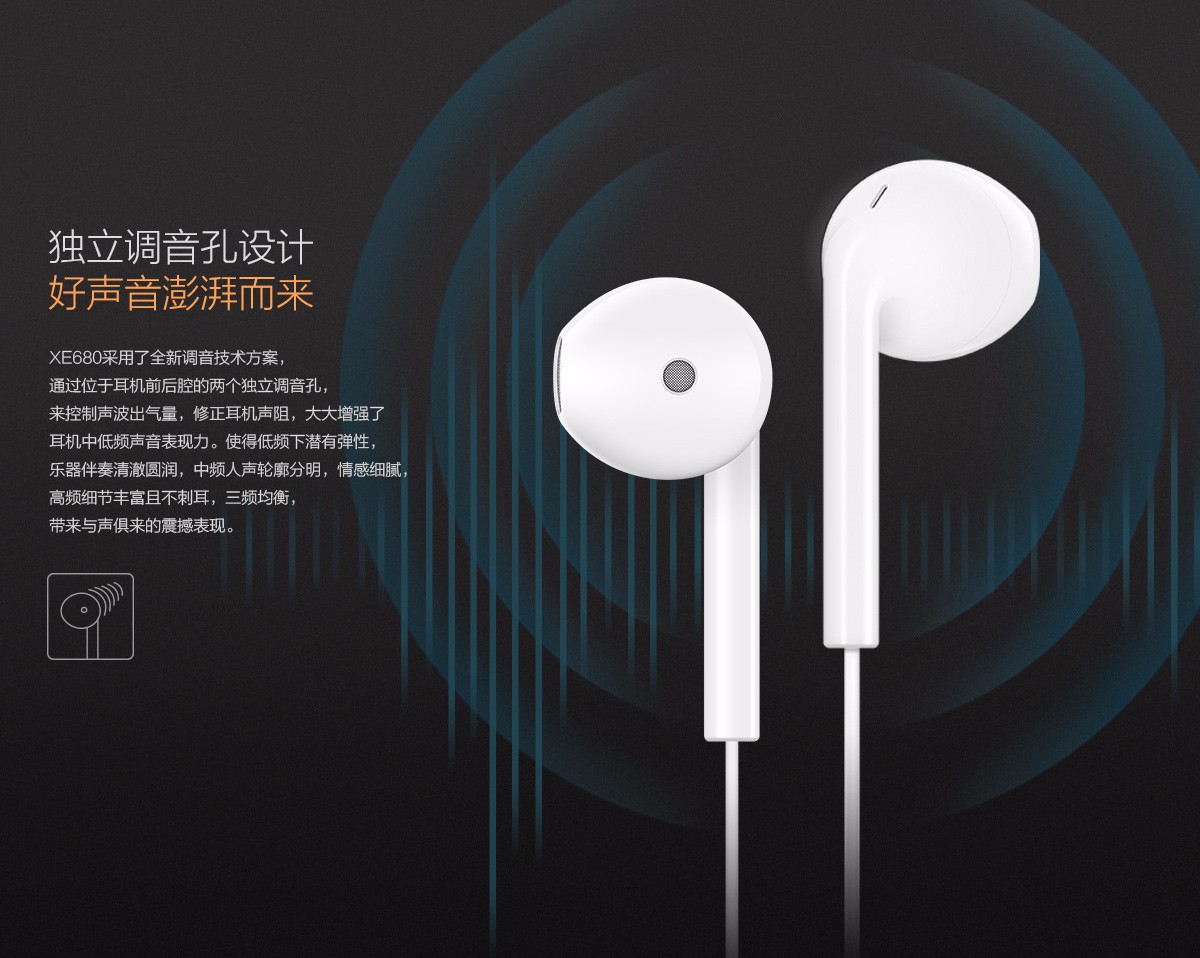 独立调音孔设计
好声音澎湃而来
XE680采用了全新调音技术方案，
通过位于耳机前后腔的两个独立调音孔，
来控制声波出气量，修正耳机声阻，大大增强了
耳机中低频声音表现力。使得低频下潜有弹性，
乐器伴奏清澈圆润，中频人声轮廓分明，情感细腻，
高频细节丰富且不刺耳，三频均衡，
带来与声俱来的震撼表现。